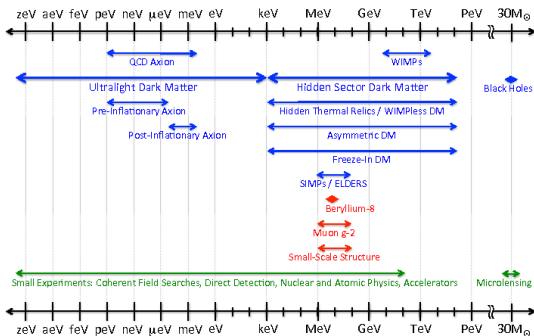 zeV aeV feV peV neV μeV meV eV keV MeV GeV TeV PeV 30M⊙
QCD Axion WIMPs
Ultralight Dark Matter Hidden Sector Dark Matter Black Holes
Pre-Inflationary Axion Hidden Thermal Relics / WIMPless DM
Post-Inflationary Axion Asymmetric DM
Freeze-In DM
SIMPs / ELDERS
Beryllium-8
Muon g-2
Small-Scale Structure
Small Experiments: Coherent Field Searches, Direct Detection, Nuclear and Atomic Physics, Accelerators Microlensing
zeV aeV feV peV neV μeV meV eV keV MeV GeV TeV PeV 30M⊙